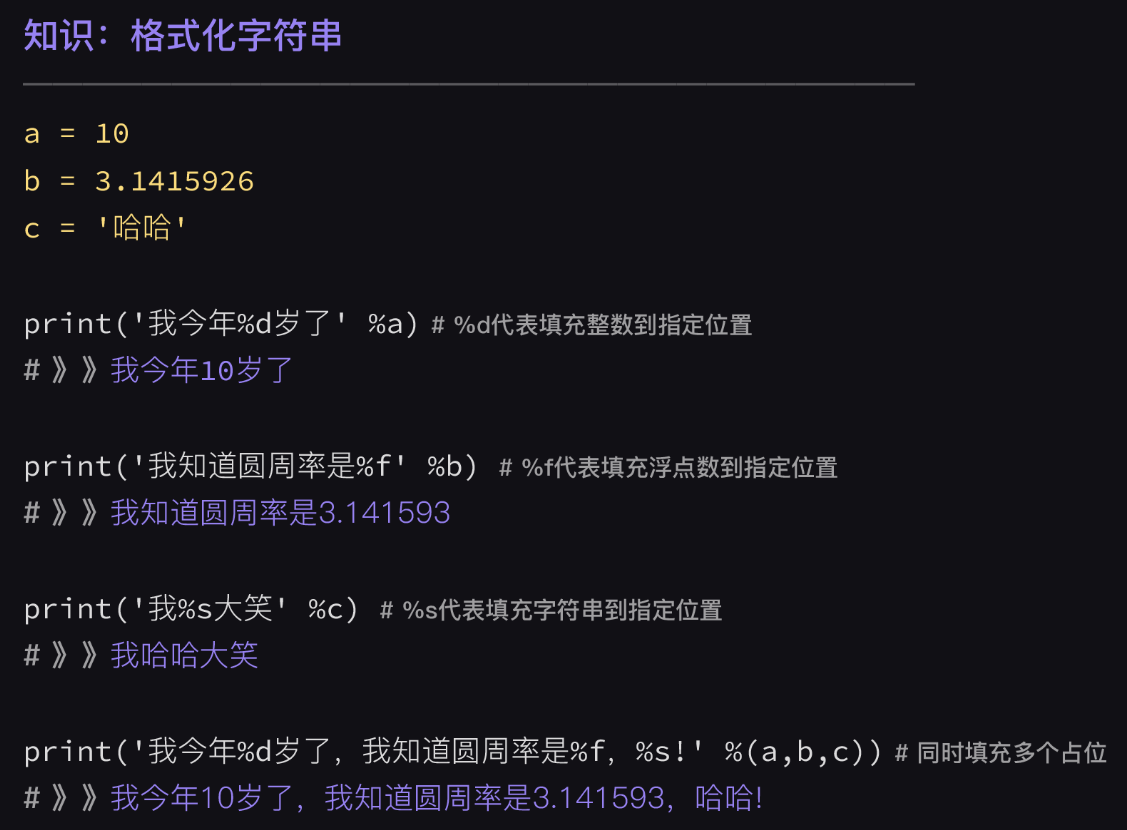 知识：格式化字符串
a = 10
b = 3.1415926
c = '哈哈'
print('我今年%d岁了' %a) # %d代表填充整数到指定位置
# 》》我今年10岁了
print('我知道圆周率是%f' %b) # %f代表填充浮点数到指定位置
# 》》我知道圆周率是3.141593
print('我%s大笑' %c) # %s代表填充字符串到指定位置
# 》》我哈哈大笑
print('我今年%d岁了，我知道圆周率是%f，%s!' %(a,b,c)) # 同时填充多个占位
# 》》我今年10岁了，我知道圆周率是3.141593，哈哈!